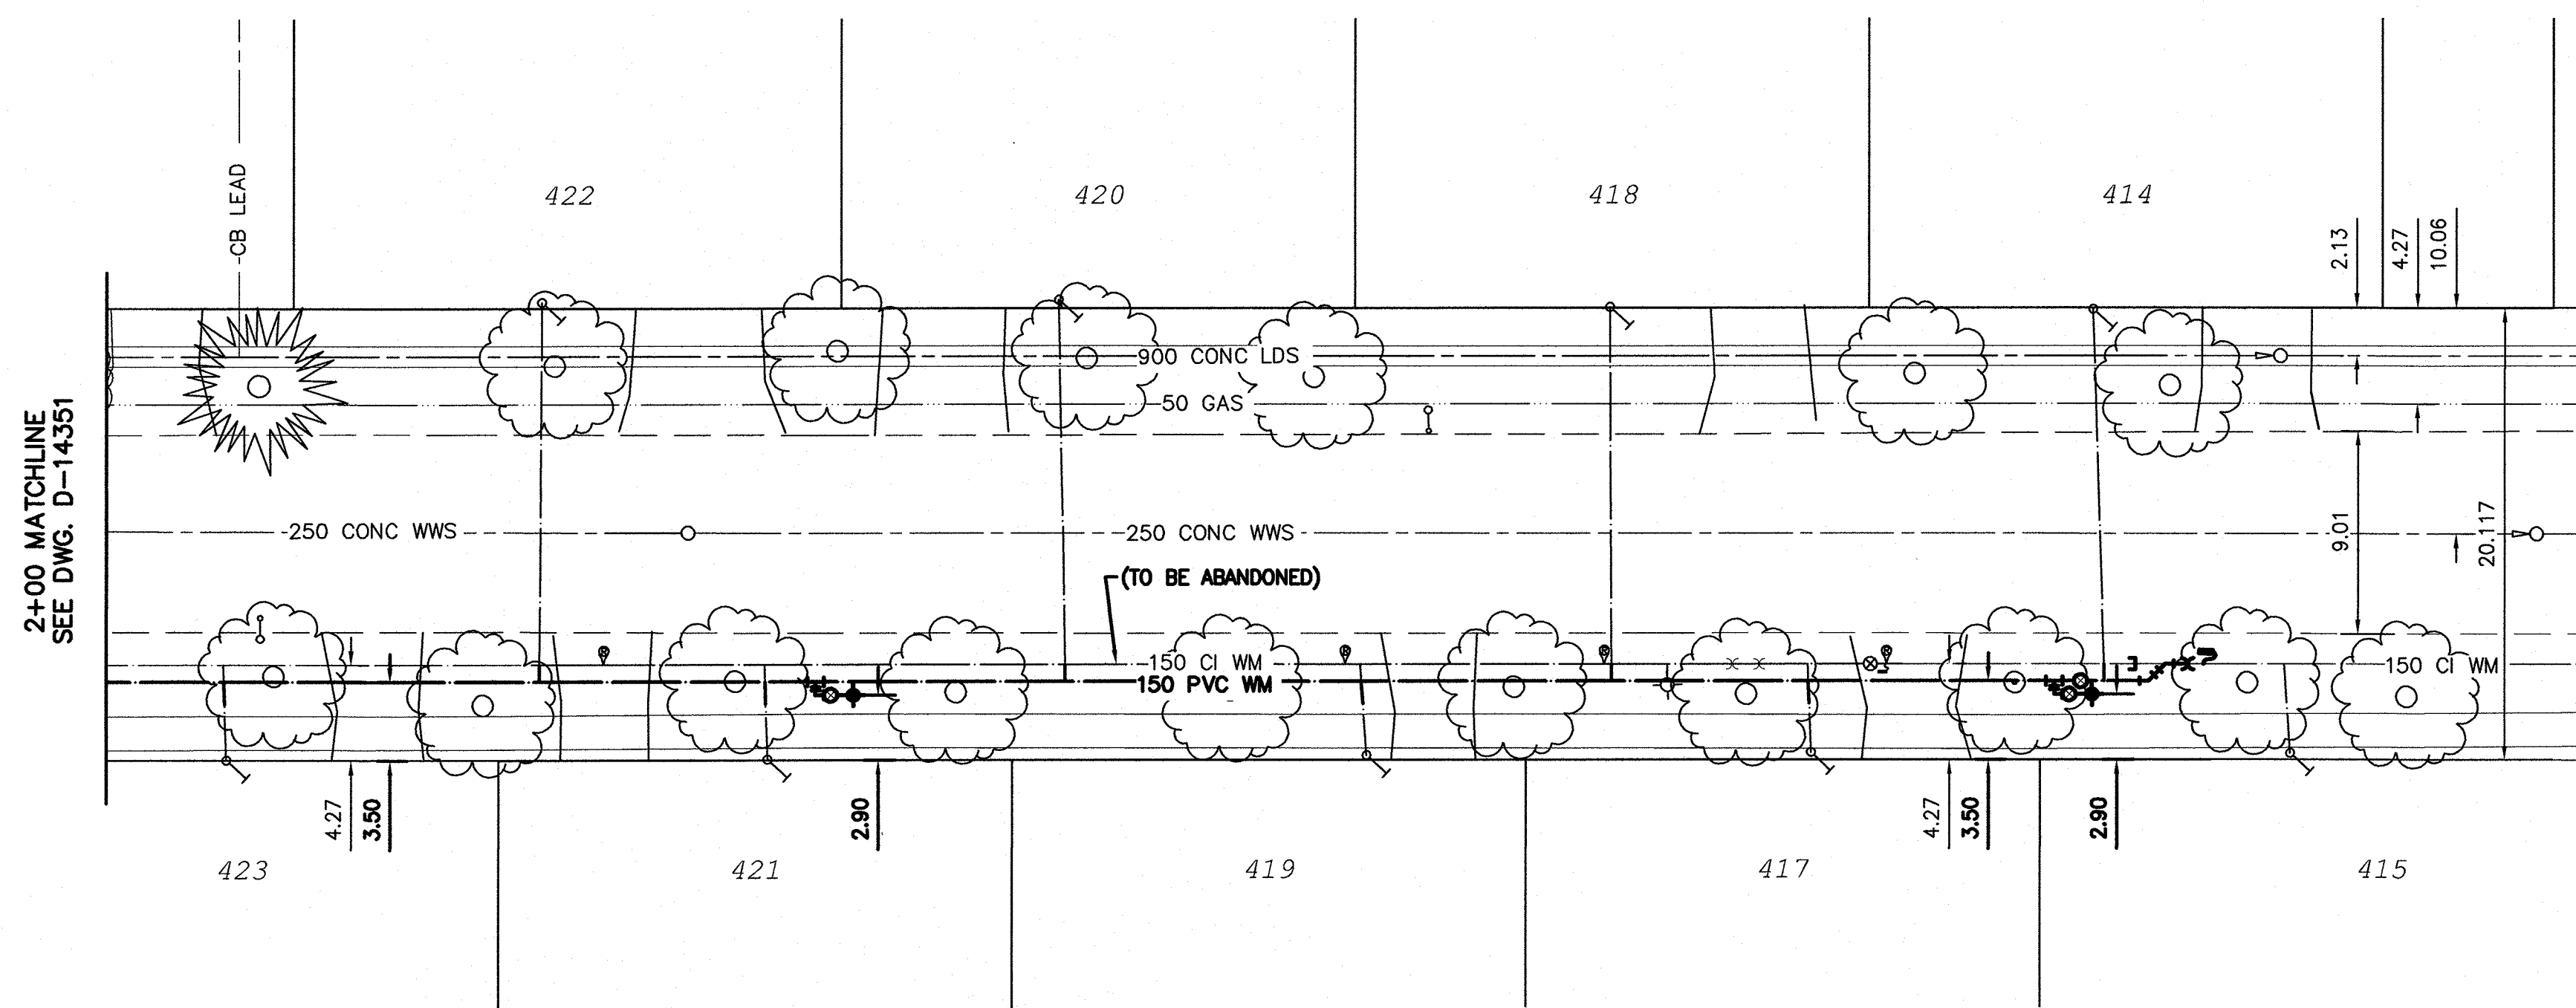 CB LEAD
422
420
418
414
2.13
4.27
10.06
2+00 MATCHLINE
SEE DWG. D-14351
900 CONC LDS
50 GAS
250 CONC WWS
250 CONC WWS
9.01
20.117
(TO BE ABANDONED)
150 CI WM
150 PVC WM
150 CI WM
4.27
3.50
2.90
4.27
3.50
2.90
423
421
419
417
415